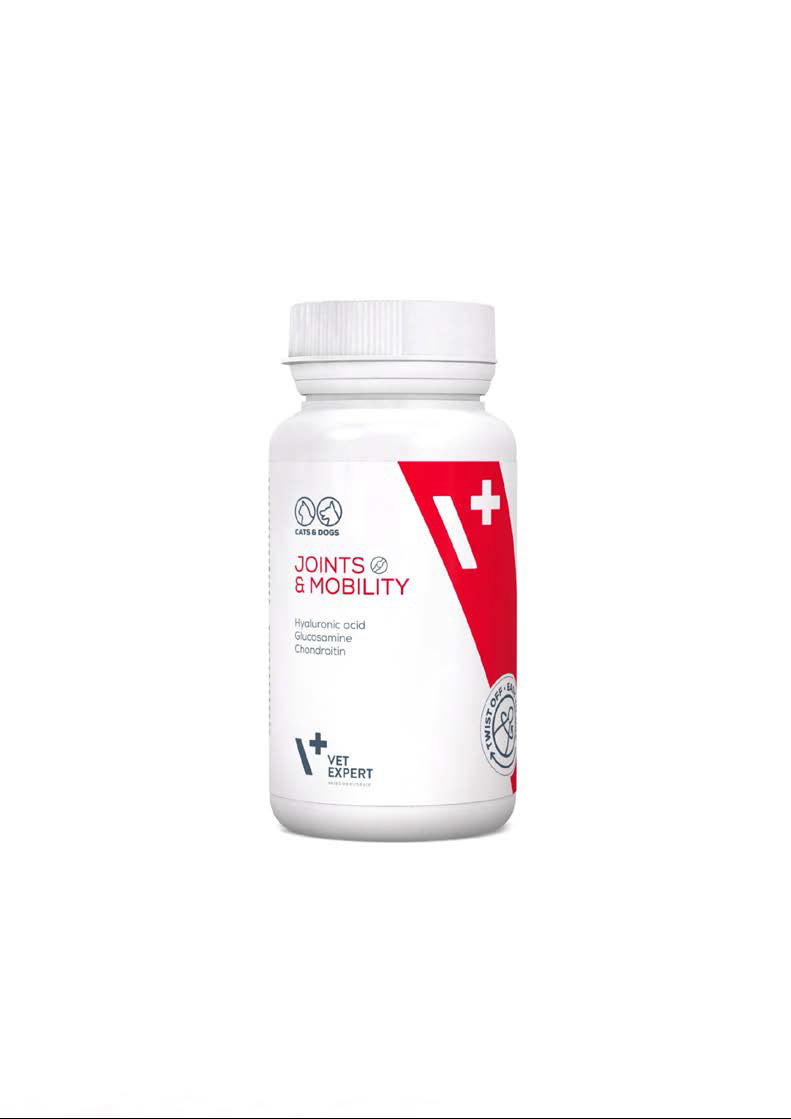 CATS & DOGS
JOINTS
& MOBILITY
Hyaluronic acid
Glucosamine
Chondroitin
VET
EXPERT
TWIST OFF •